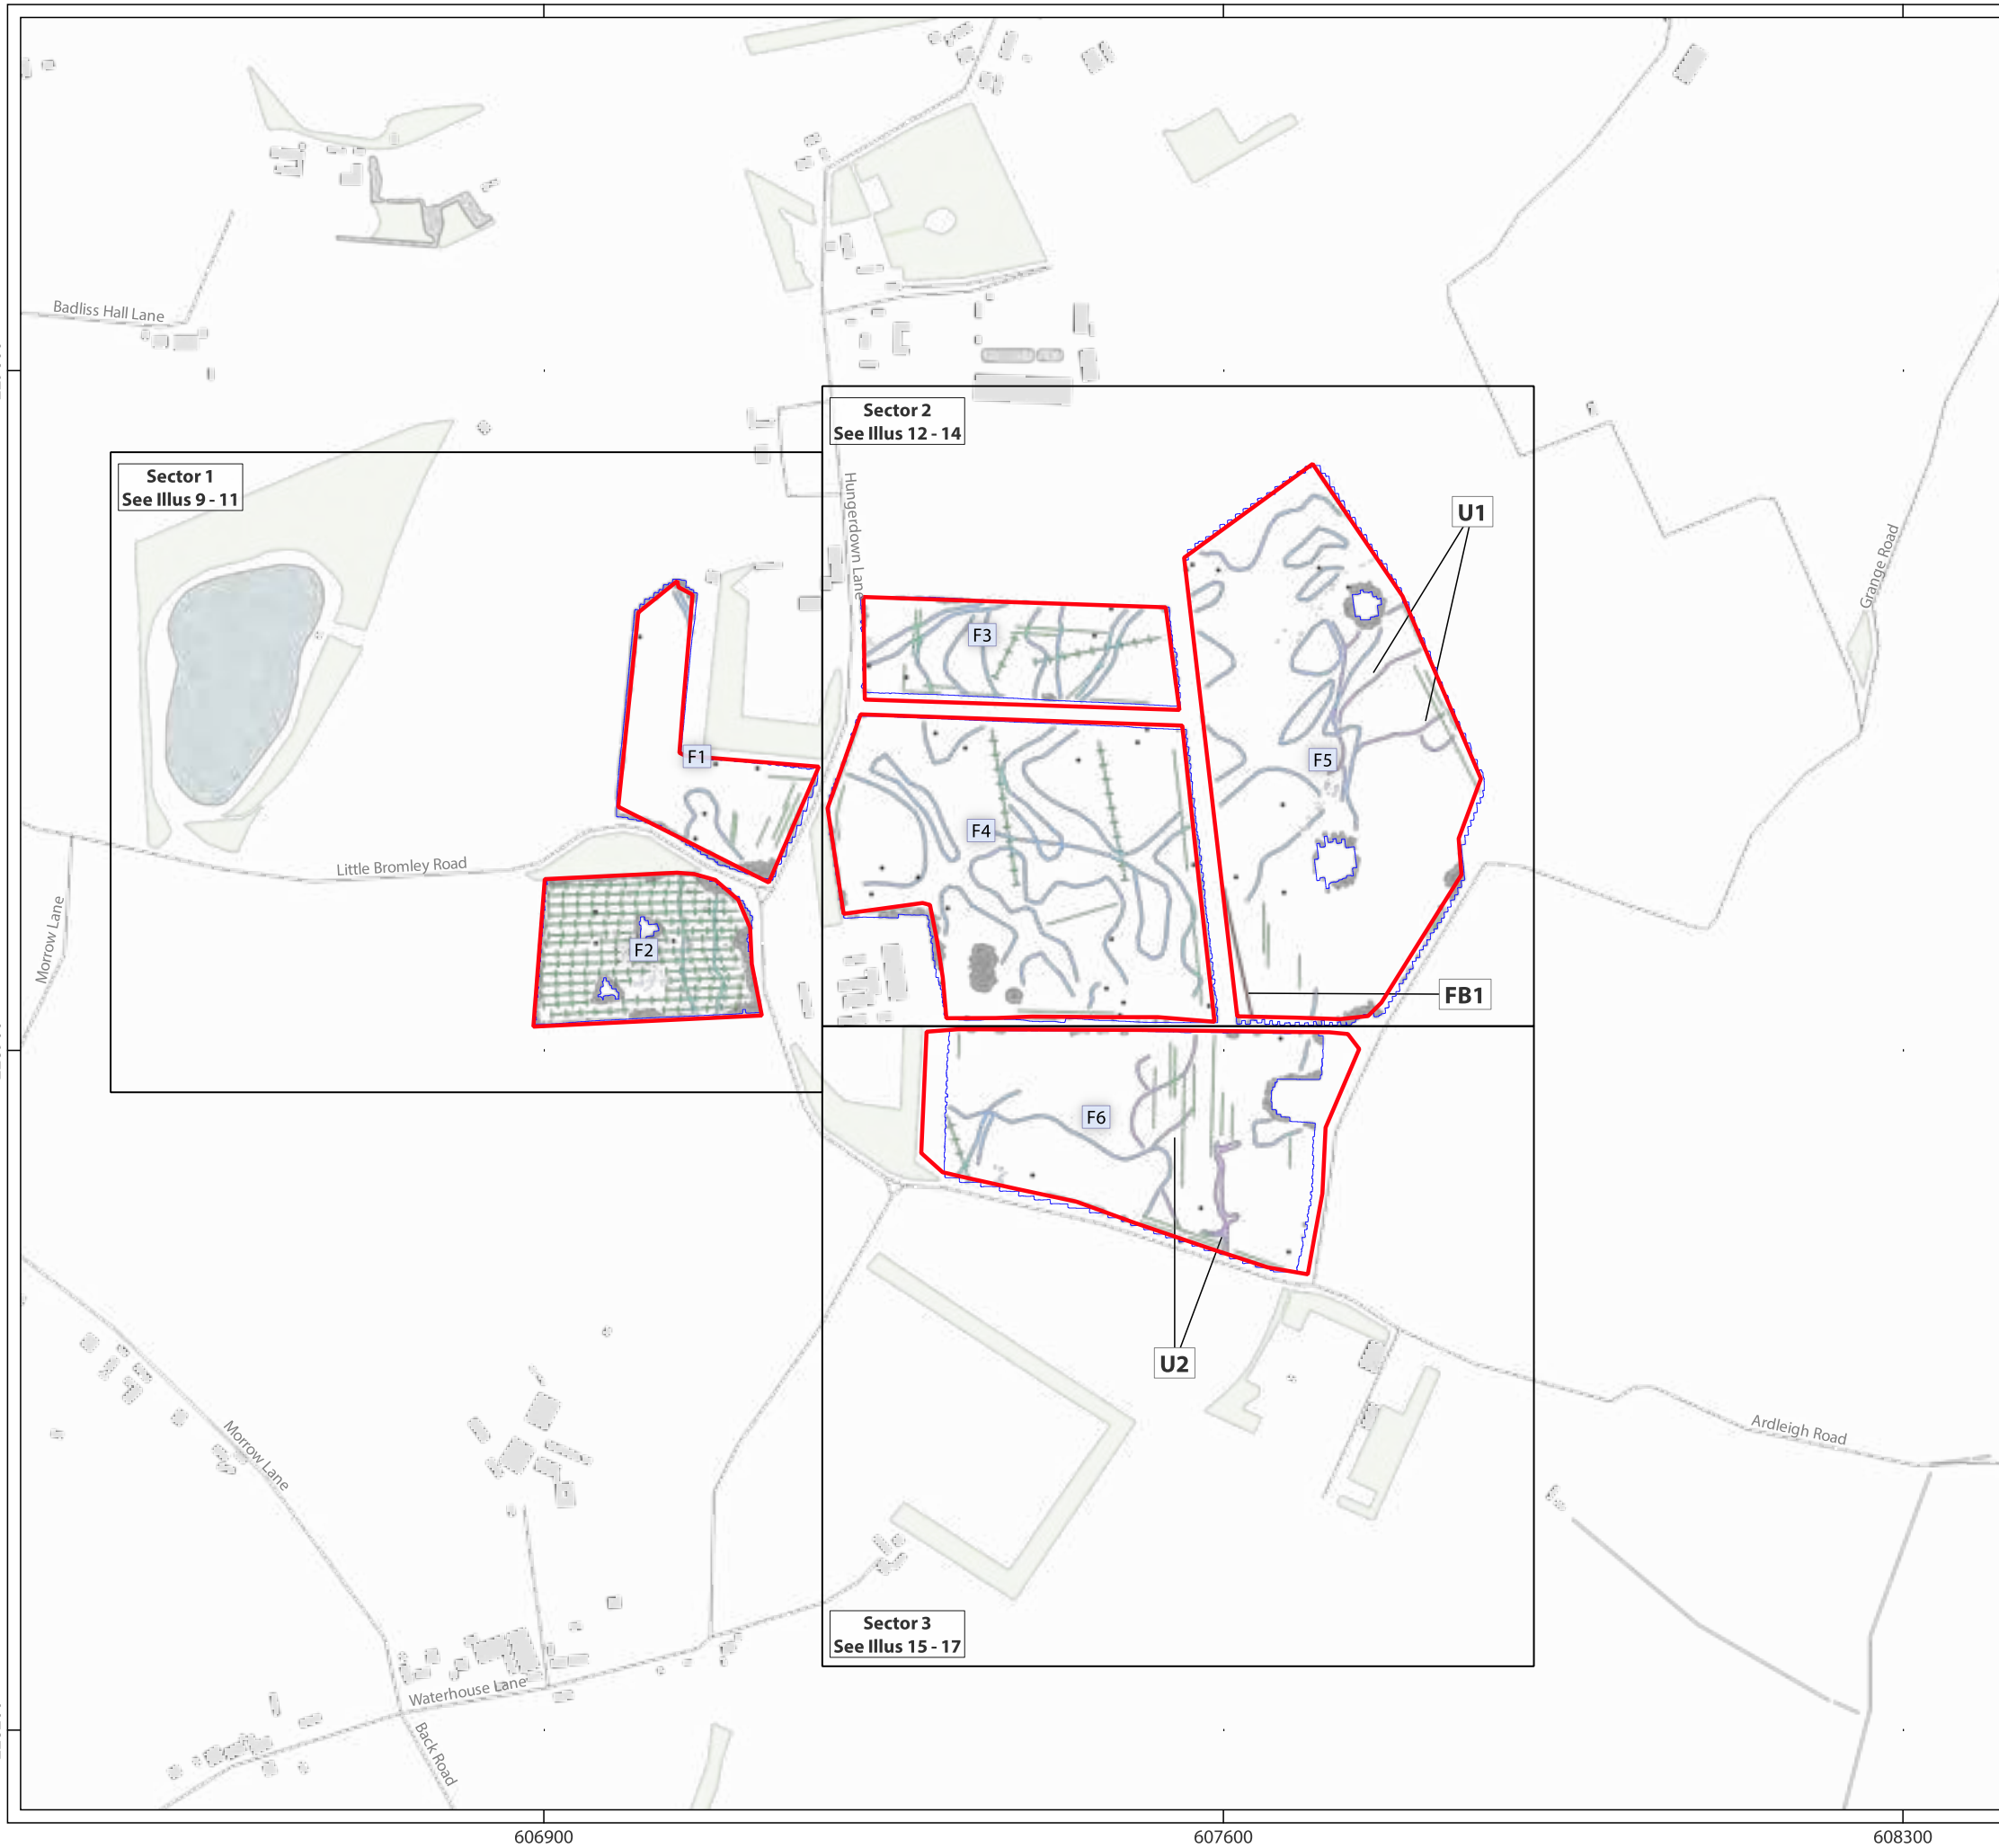 Badliss Hall Lane
Sector 2
See Illus 12 - 14
Sector 1
See Illus 9 - 11
Hungerdown Lane
U1
Grange Road
F3
F1
F5
F4
Little Bromley Road
Morrow Lane
F2
FB1
F6
U2
Morrow Lane
Ardleigh Road
Sector 3
See Illus 15 - 17
Waterhouse Lane
Back Road
606900
607600
608300